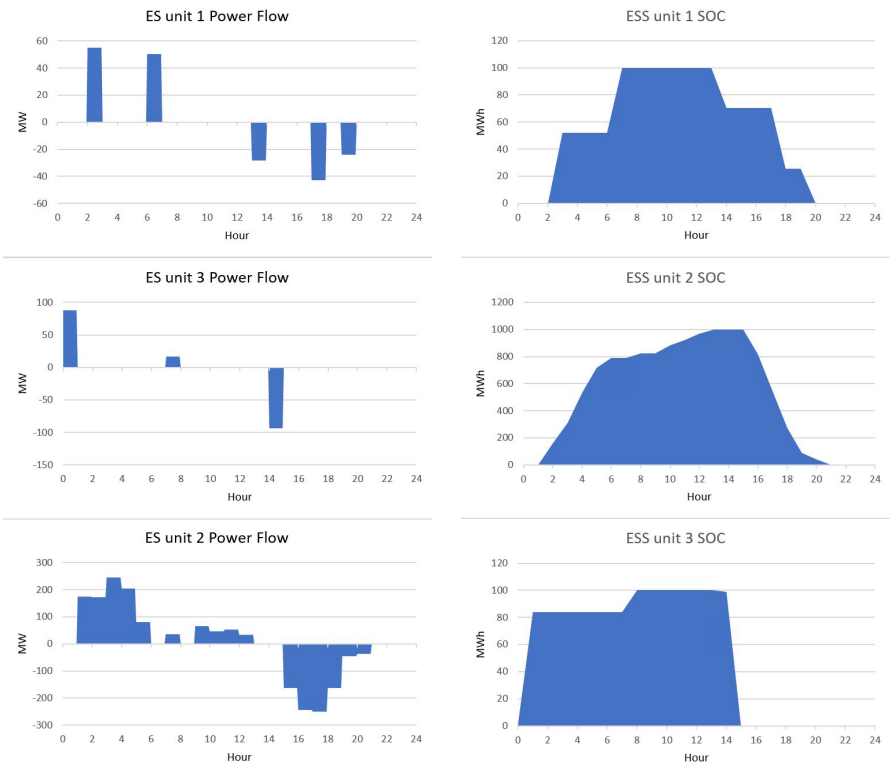 ES unit 1 Power Flow
60
40
20
0
-20
-40
-60
MW
0 2 4 6 8 10 12 14 16 18 20 22 24
Hour
ESS unit 1 SOC
120
100
80
60
40
20
0
MWh
0 2 4 6 8 10 12 14 16 18 20 22 24
Hour
ES unit 3 Power Flow
100
50
0
-50
-100
-150
MW
0 2 4 6 8 10 12 14 16 18 20 22 24
Hour
ESS unit 2 SOC
1200
1000
800
600
400
200
0
MWh
0 2 4 6 8 10 12 14 16 18 20 22 24
Hour
ES unit 2 Power Flow
300
200
100
0
-100
-200
-300
MW
0 2 4 6 8 10 12 14 16 18 20 22 24
Hour
ESS unit 3 SOC
120
100
80
60
40
20
0
MWh
0 2 4 6 8 10 12 14 16 18 20 22 24
Hour